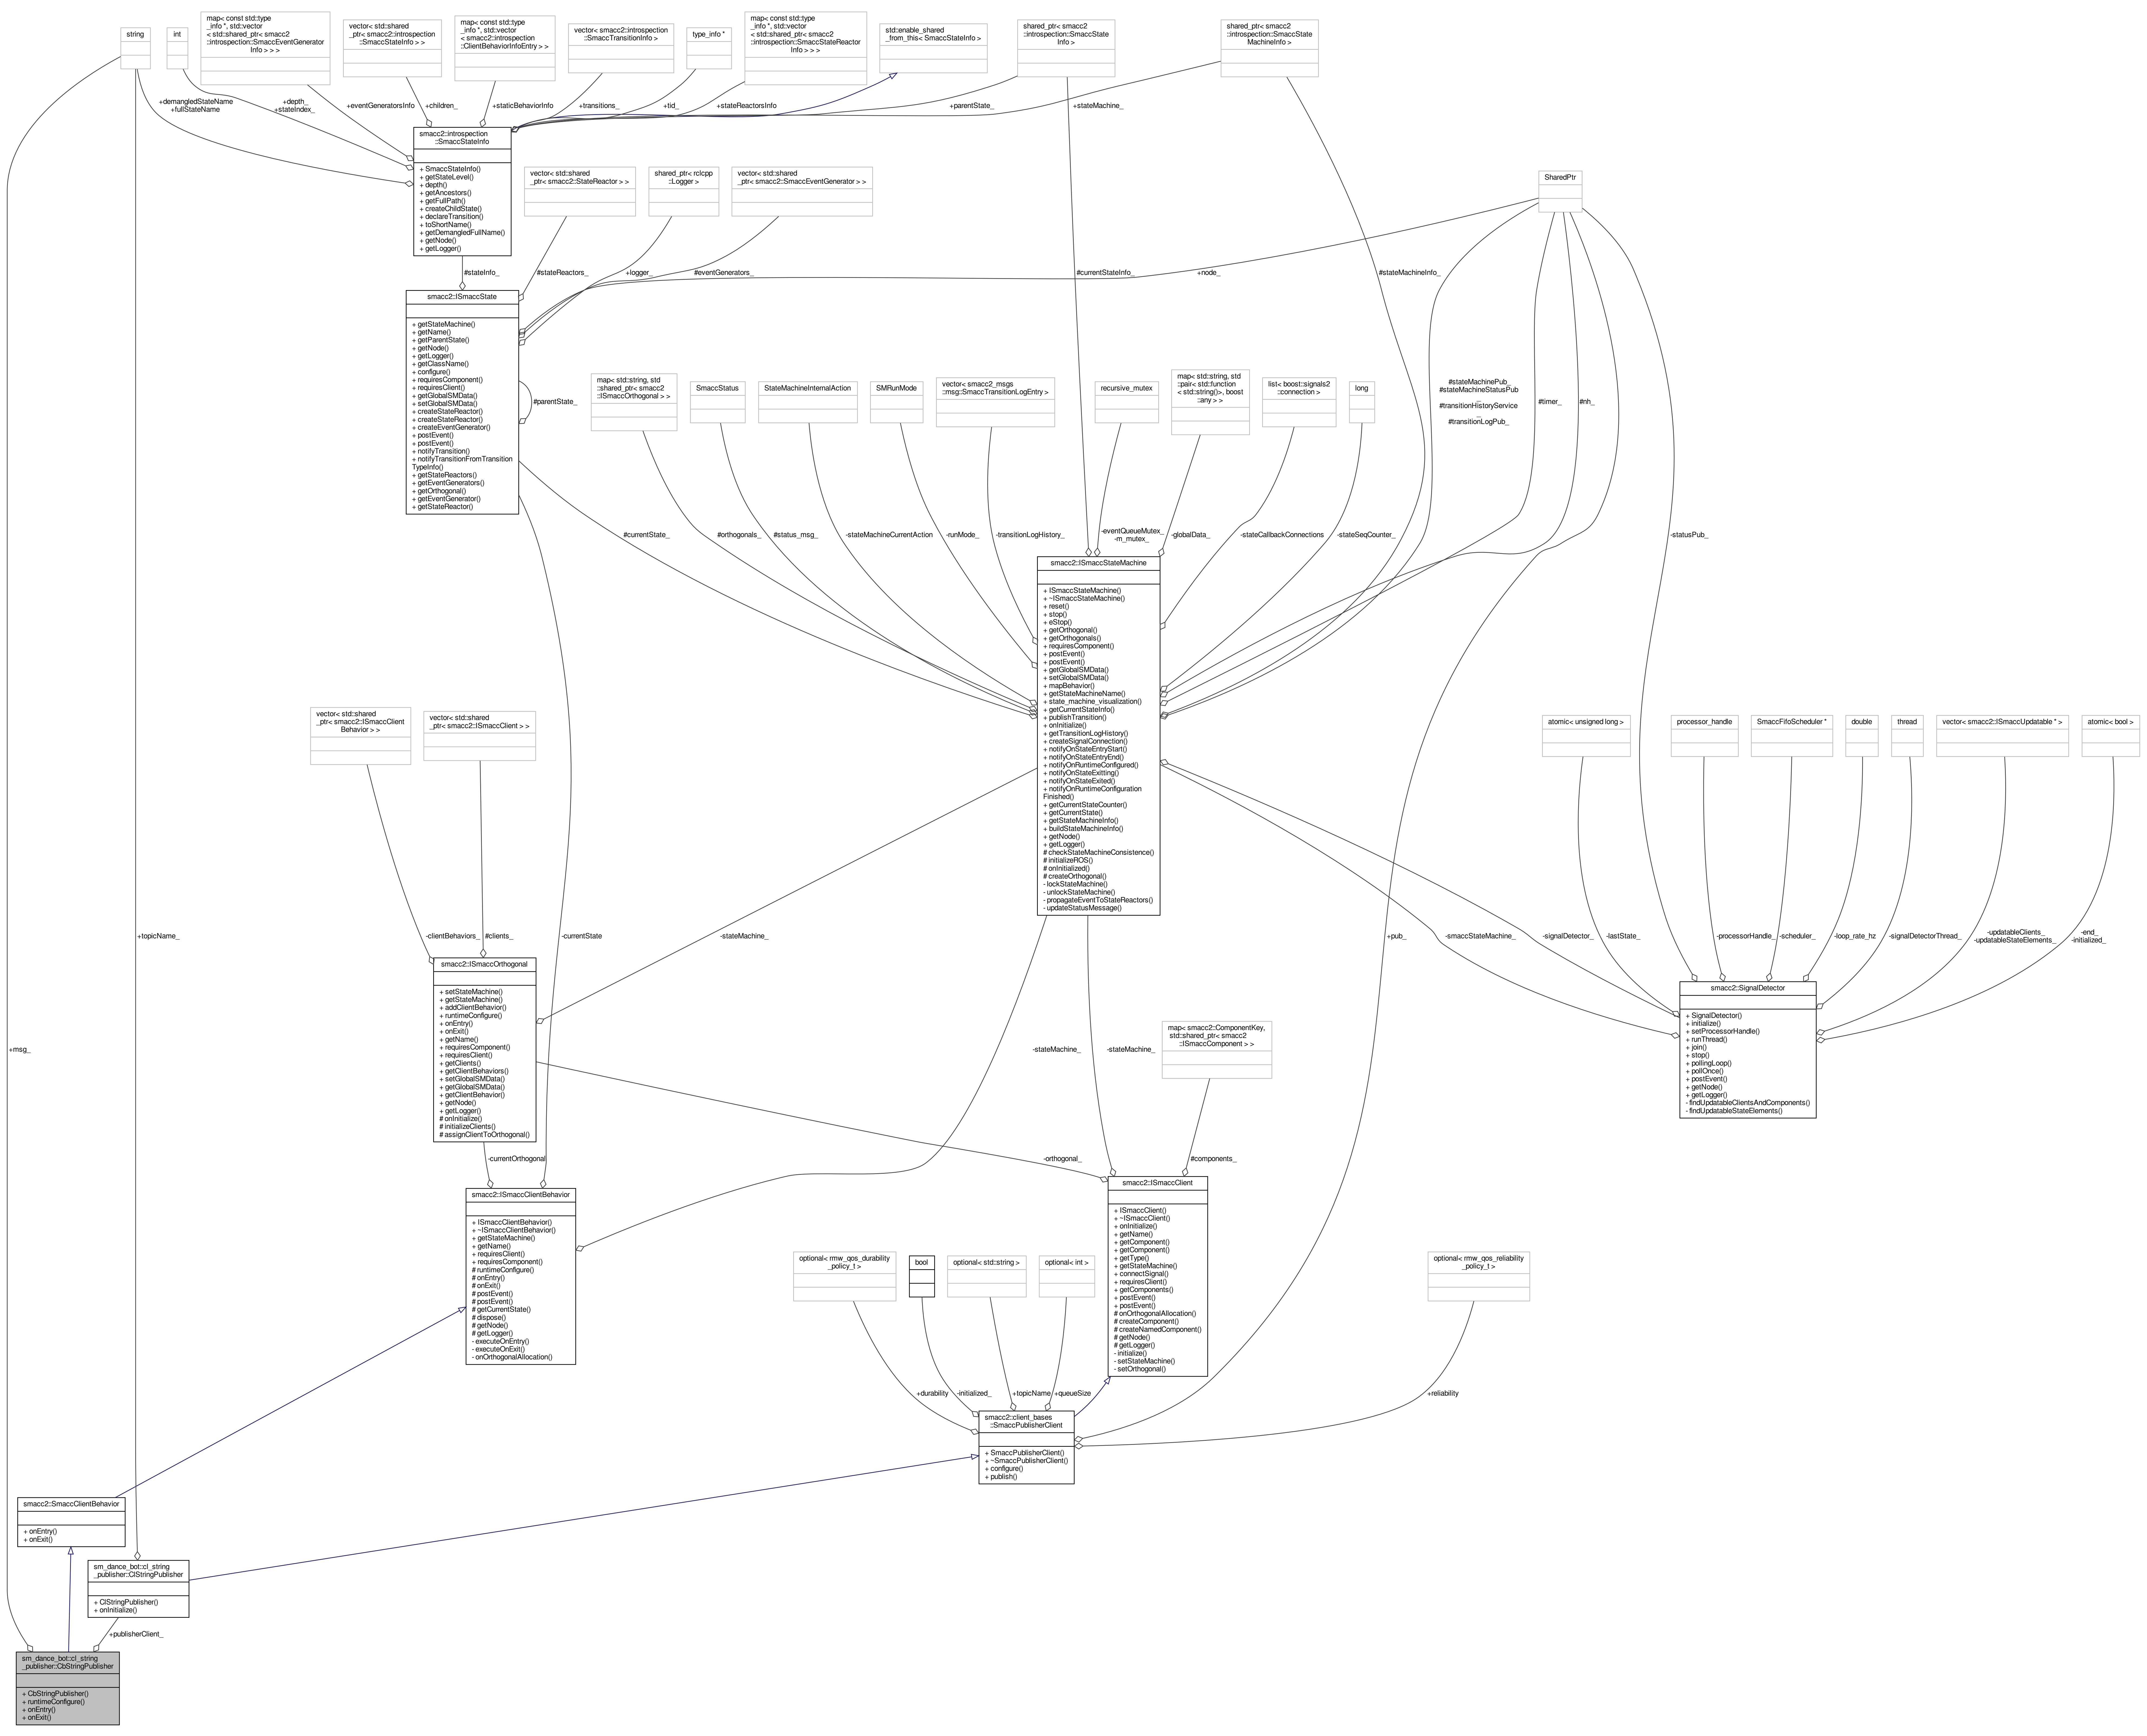 string
int
map< const std::type
_info *, std::vector
< std::shared_ptr< smacc2
::introspection::SmaccEventGenerator
Info > > >
vector< std::shared
_ptr< smacc2::introspection
::SmaccStateInfo > >
map< const std::type
_info *, std::vector
< smacc2::introspection
::ClientBehaviorInfoEntry > >
vector< smacc2::introspection
::SmaccTransitionInfo >
type_info *
map< const std::type
_info *, std::vector
< std::shared_ptr< smacc2
::introspection::SmaccStateReactor
Info > > >
std::enable_shared
_from_this< SmaccStateInfo >
shared_ptr< smacc2
::introspection::SmaccState
Info >
shared_ptr< smacc2
::introspection::SmaccState
MachineInfo >
+demangledStateName
+fullStateName
+depth_
+stateIndex_
+eventGeneratorsInfo
+children_
+staticBehaviorInfo
+transitions_
+tid_
+stateReactorsInfo
+parentState_
+stateMachine_
smacc2::introspection
::SmaccStateInfo
+ SmaccStateInfo()
+ getStateLevel()
+ depth()
+ getAncestors()
+ getFullPath()
+ createChildState()
+ declareTransition()
+ toShortName()
+ getDemangledFullName()
+ getNode()
+ getLogger()
vector< std::shared
_ptr< smacc2::StateReactor > >
shared_ptr< rclcpp
::Logger >
vector< std::shared
_ptr< smacc2::SmaccEventGenerator > >
SharedPtr
#stateInfo_
#stateReactors_
+logger_
#eventGenerators_
#currentStateInfo_
+node_
#stateMachineInfo_
smacc2::ISmaccState
+ getStateMachine()
+ getName()
+ getParentState()
+ getNode()
+ getLogger()
+ getClassName()
+ configure()
+ requiresComponent()
+ requiresClient()
+ getGlobalSMData()
+ setGlobalSMData()
+ createStateReactor()
+ createStateReactor()
+ createEventGenerator()
+ postEvent()
+ postEvent()
+ notifyTransition()
+ notifyTransitionFromTransition
TypeInfo()
+ getStateReactors()
+ getEventGenerators()
+ getOrthogonal()
+ getEventGenerator()
+ getStateReactor()
#parentState_
map< std::string, std
::shared_ptr< smacc2
::ISmaccOrthogonal > >
SmaccStatus
StateMachineInternalAction
SMRunMode
vector< smacc2_msgs
::msg::SmaccTransitionLogEntry >
recursive_mutex
map< std::string, std
::pair< std::function
< std::string()>, boost
::any > >
list< boost::signals2
::connection >
long
#stateMachinePub_
#stateMachineStatusPub
_
#transitionHistoryService
_
#transitionLogPub_
#timer_
#nh_
#currentState_
#orthogonals_
#status_msg_
-stateMachineCurrentAction
-runMode_
-transitionLogHistory_
-eventQueueMutex_
-m_mutex_
-globalData_
-stateCallbackConnections
-stateSeqCounter_
-statusPub_
smacc2::ISmaccStateMachine
+ ISmaccStateMachine()
+ ~ISmaccStateMachine()
+ reset()
+ stop()
+ eStop()
+ getOrthogonal()
+ getOrthogonals()
+ requiresComponent()
+ postEvent()
+ postEvent()
+ getGlobalSMData()
+ setGlobalSMData()
+ mapBehavior()
+ getStateMachineName()
+ state_machine_visualization()
+ getCurrentStateInfo()
+ publishTransition()
+ onInitialize()
+ getTransitionLogHistory()
+ createSignalConnection()
+ notifyOnStateEntryStart()
+ notifyOnStateEntryEnd()
+ notifyOnRuntimeConfigured()
+ notifyOnStateExitting()
+ notifyOnStateExited()
+ notifyOnRuntimeConfiguration
Finished()
+ getCurrentStateCounter()
+ getCurrentState()
+ getStateMachineInfo()
+ buildStateMachineInfo()
+ getNode()
+ getLogger()
# checkStateMachineConsistence()
# initializeROS()
# onInitialized()
# createOrthogonal()
- lockStateMachine()
- unlockStateMachine()
- propagateEventToStateReactors()
- updateStatusMessage()
vector< std::shared
_ptr< smacc2::ISmaccClient
Behavior > >
vector< std::shared
_ptr< smacc2::ISmaccClient > >
atomic< unsigned long >
processor_handle
SmaccFifoScheduler *
double
thread
vector< smacc2::ISmaccUpdatable * >
atomic< bool >
+topicName_
-clientBehaviors_
#clients_
-currentState
-stateMachine_
+pub_
-smaccStateMachine_
-signalDetector_
-lastState_
-processorHandle_
-scheduler_
-loop_rate_hz
-signalDetectorThread_
-updatableClients_
-updatableStateElements_
-end_
-initialized_
smacc2::ISmaccOrthogonal
+ setStateMachine()
+ getStateMachine()
+ addClientBehavior()
+ runtimeConfigure()
+ onEntry()
+ onExit()
+ getName()
+ requiresComponent()
+ requiresClient()
+ getClients()
+ getClientBehaviors()
+ setGlobalSMData()
+ getGlobalSMData()
+ getClientBehavior()
+ getNode()
+ getLogger()
# onInitialize()
# initializeClients()
# assignClientToOrthogonal()
smacc2::SignalDetector
+ SignalDetector()
+ initialize()
+ setProcessorHandle()
+ runThread()
+ join()
+ stop()
+ pollingLoop()
+ pollOnce()
+ postEvent()
+ getNode()
+ getLogger()
- findUpdatableClientsAndComponents()
- findUpdatableStateElements()
+msg_
-stateMachine_
-stateMachine_
map< smacc2::ComponentKey,
std::shared_ptr< smacc2
::ISmaccComponent > >
-currentOrthogonal
-orthogonal_
#components_
smacc2::ISmaccClientBehavior
+ ISmaccClientBehavior()
+ ~ISmaccClientBehavior()
+ getStateMachine()
+ getName()
+ requiresClient()
+ requiresComponent()
# runtimeConfigure()
# onEntry()
# onExit()
# postEvent()
# postEvent()
# getCurrentState()
# dispose()
# getNode()
# getLogger()
- executeOnEntry()
- executeOnExit()
- onOrthogonalAllocation()
smacc2::ISmaccClient
+ ISmaccClient()
+ ~ISmaccClient()
+ onInitialize()
+ getName()
+ getComponent()
+ getComponent()
+ getType()
+ getStateMachine()
+ connectSignal()
+ requiresClient()
+ getComponents()
+ postEvent()
+ postEvent()
# onOrthogonalAllocation()
# createComponent()
# createNamedComponent()
# getNode()
# getLogger()
- initialize()
- setStateMachine()
- setOrthogonal()
optional< rmw_qos_durability
_policy_t >
bool
optional< std::string >
optional< int >
optional< rmw_qos_reliability
_policy_t >
+durability
-initialized_
+topicName
+queueSize
+reliability
smacc2::client_bases
::SmaccPublisherClient
+ SmaccPublisherClient()
+ ~SmaccPublisherClient()
+ configure()
+ publish()
smacc2::SmaccClientBehavior
+ onEntry()
+ onExit()
sm_dance_bot::cl_string
_publisher::ClStringPublisher
+ ClStringPublisher()
+ onInitialize()
+publisherClient_
sm_dance_bot::cl_string
_publisher::CbStringPublisher
+ CbStringPublisher()
+ runtimeConfigure()
+ onEntry()
+ onExit()